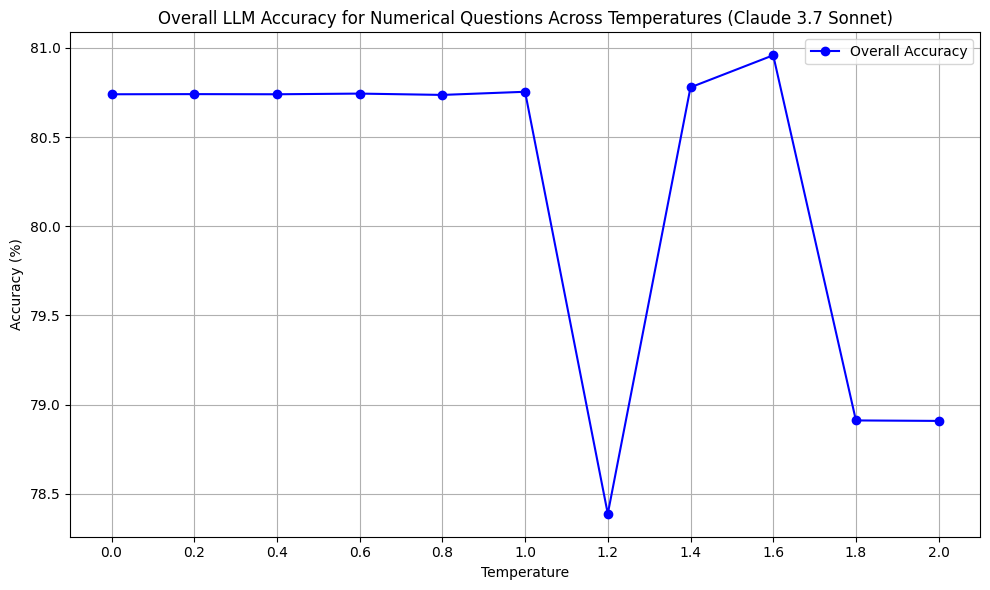 Overall LLM Accuracy for Numerical Questions Across Temperatures (Claude 3.7 Sonnet)
Overall Accuracy
Accuracy (%)
81.0
80.5
80.0
79.5
79.0
78.5
0.0 0.2 0.4 0.6 0.8 1.0 1.2 1.4 1.6 1.8 2.0
Temperature